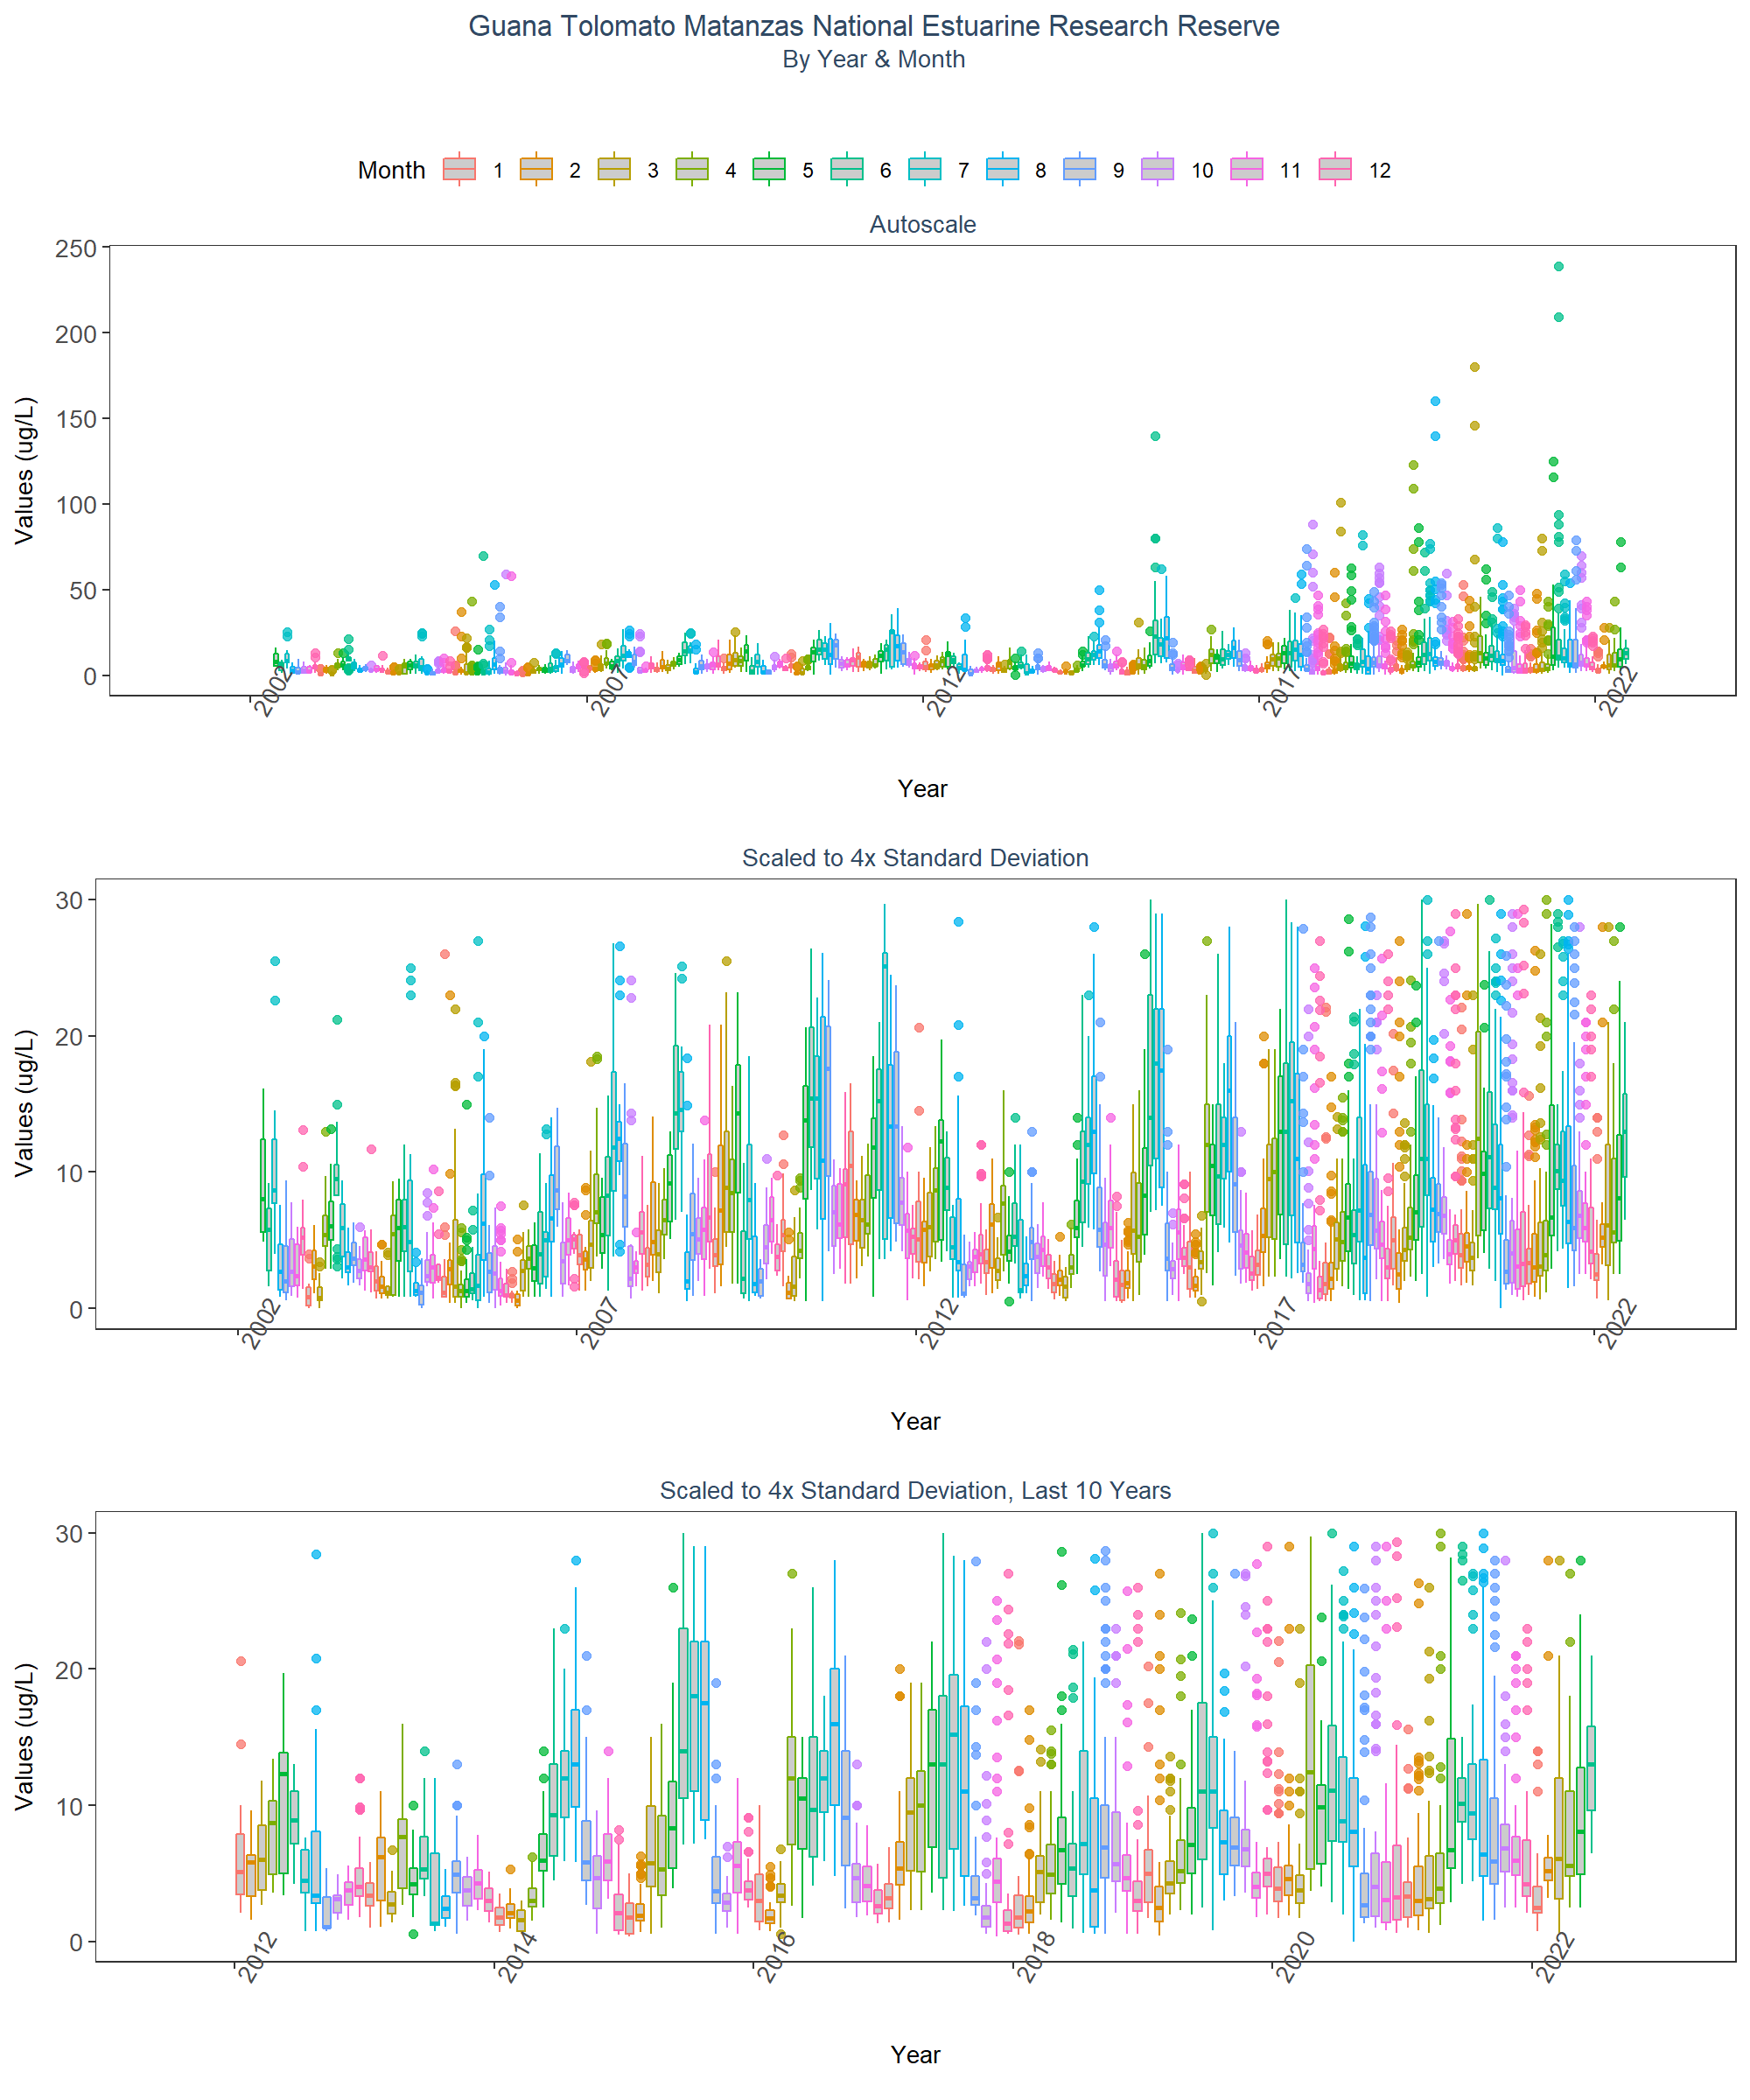 Guana Tolomato Matanzas National Estuarine Research Reserve
By Year & Month
Month 1 2 3 4 5 6 7 8 9 10 11 12
Autoscale
Values (ug/L)
250
200
150
100
50
0
2002 2007 2012 2017 2022
Year
Scaled to 4x Standard Deviation
Values (ug/L)
30
20
10
0
2002 2007 2012 2017 2022
Year
Scaled to 4x Standard Deviation, Last 10 Years
Values (ug/L)
30
20
10
0
2012 2014 2016 2018 2020 2022
Year